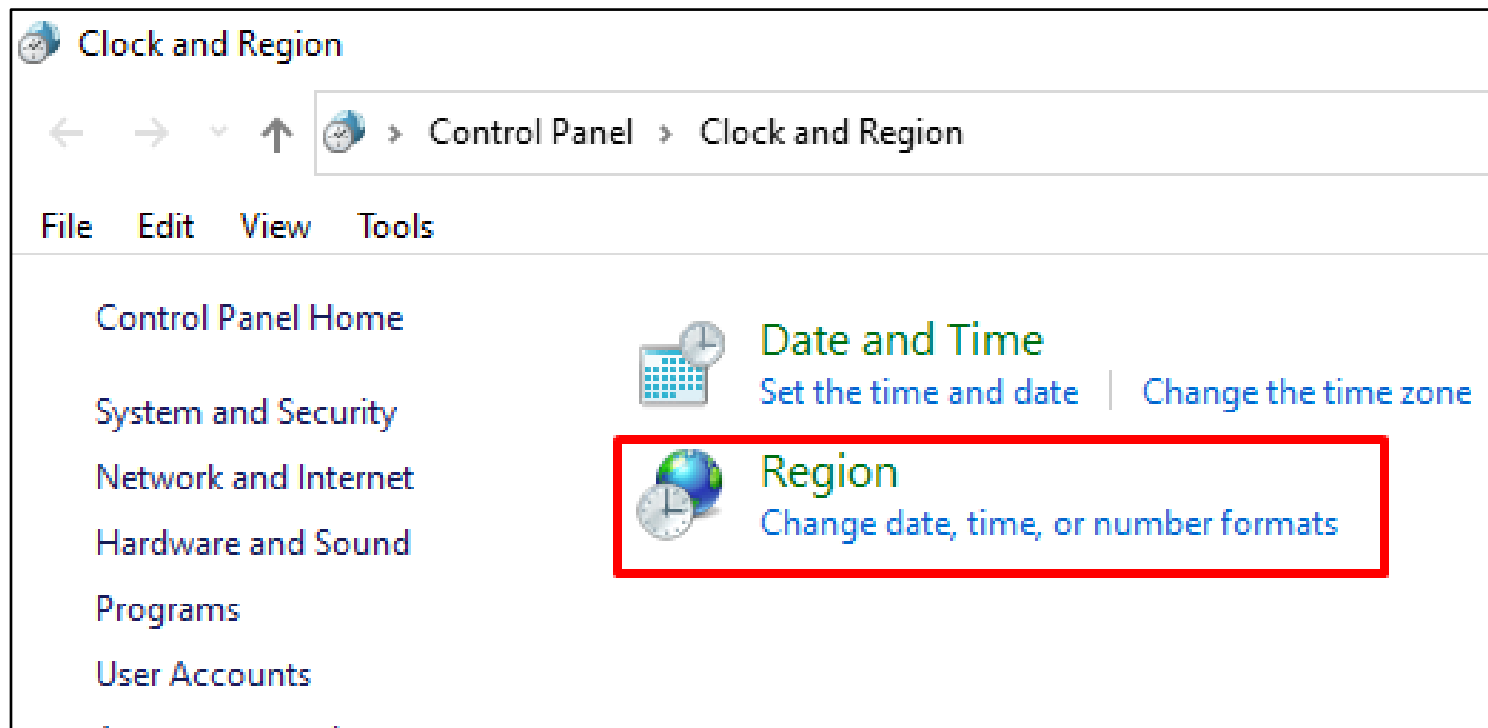 Clock and Region
Control Panel › Clock and Region
File Edit View Tools
Control Panel Home
System and Security
Network and Internet
Hardware and Sound
Programs
User Accounts
Date and Time
Set the time and date | Change the time zone
Region
Change date, time, or number formats